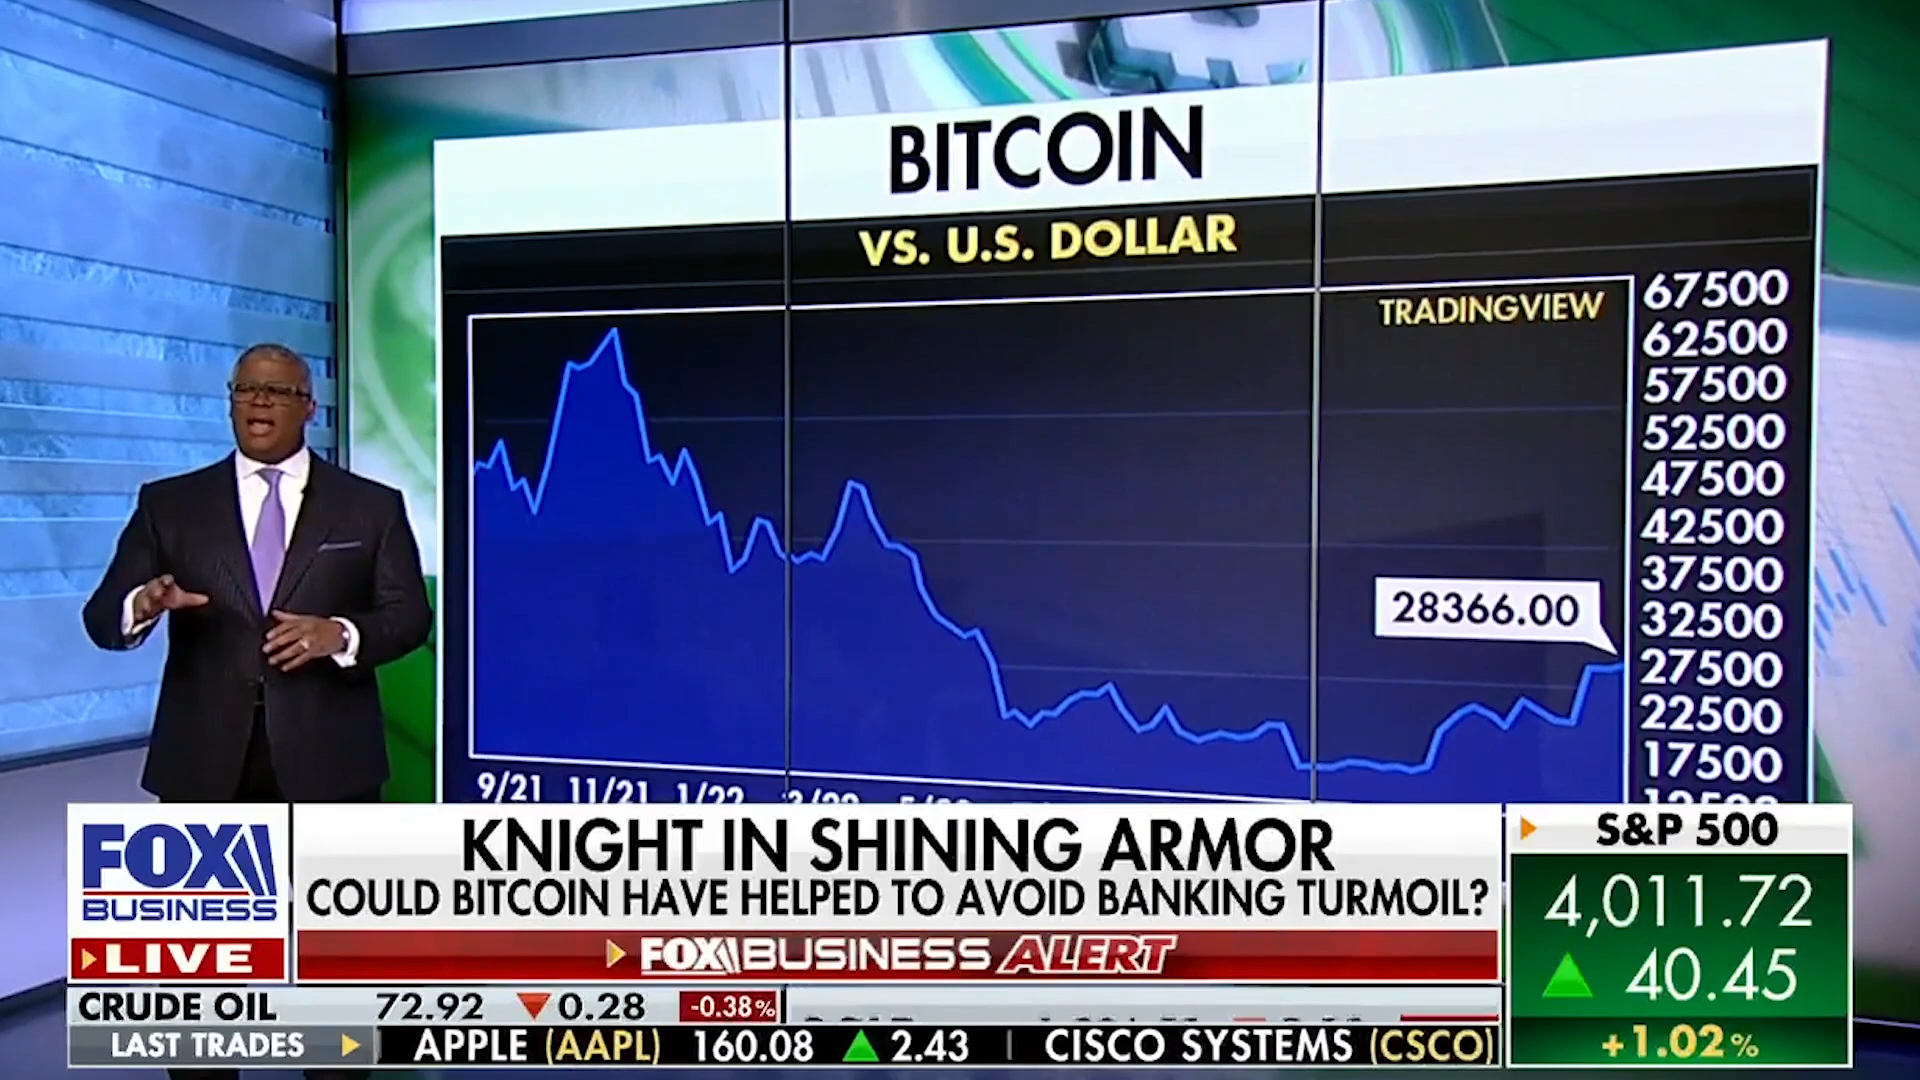 BITCOIN
VS. U.S. DOLLAR
TRADINGVIEW
67500
62500
57500
52500
47500
42500
37500
28366.00
32500
27500
22500
17500
9/21 11/21 1/22
FOX
BUSINESS
LIVE
KNIGHT IN SHINING ARMOR
COULD BITCOIN HAVE HELPED TO AVOID BANKING TURMOIL?
FOX BUSINESS ALERT
S&P 500
4,011.72
40.45
+1.02%
CRUDE OIL 72.92 0.28 -0.38%
LAST TRADES APPLE (AAPL) 160.08 2.43 CISCO SYSTEMS (CSCO)